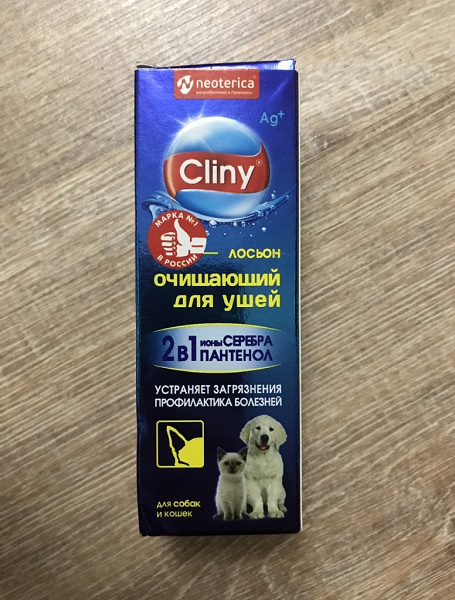 neoterica
Ag+
Cliny®
МАРКА №1
В РОССИИ
ЛОСЬОН
ОЧИЩАЮЩИЙ
ДЛЯ УШЕЙ
2в1 ионы СЕРЕБРА
ПАНТЕНОЛ
УСТРАНЯЕТ ЗАГРЯЗНЕНИЯ
ПРОФИЛАКТИКА БОЛЕЗНЕЙ
для собак
и кошек